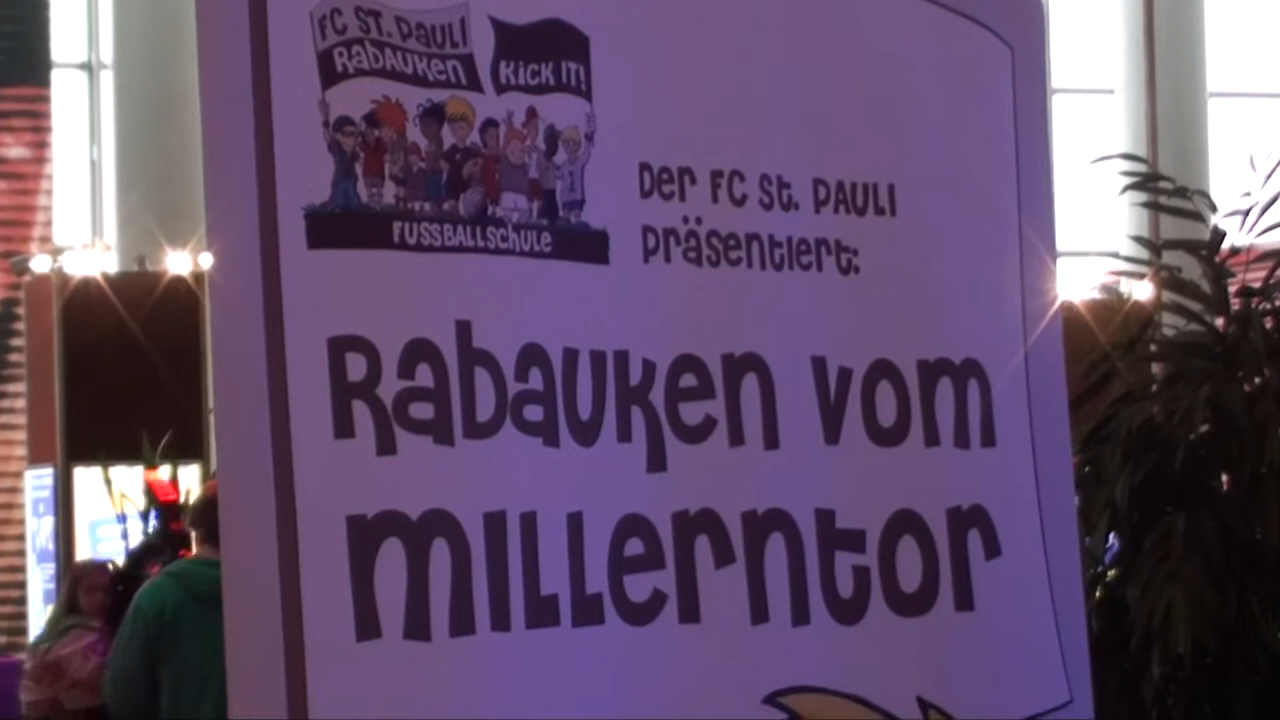 FC ST. PAULI
RABAUKEN
KICK IT!
FUSSBALLSCHULE
Der FC St. PAULI
präsentiert:
Rabauken vom
Millerntor